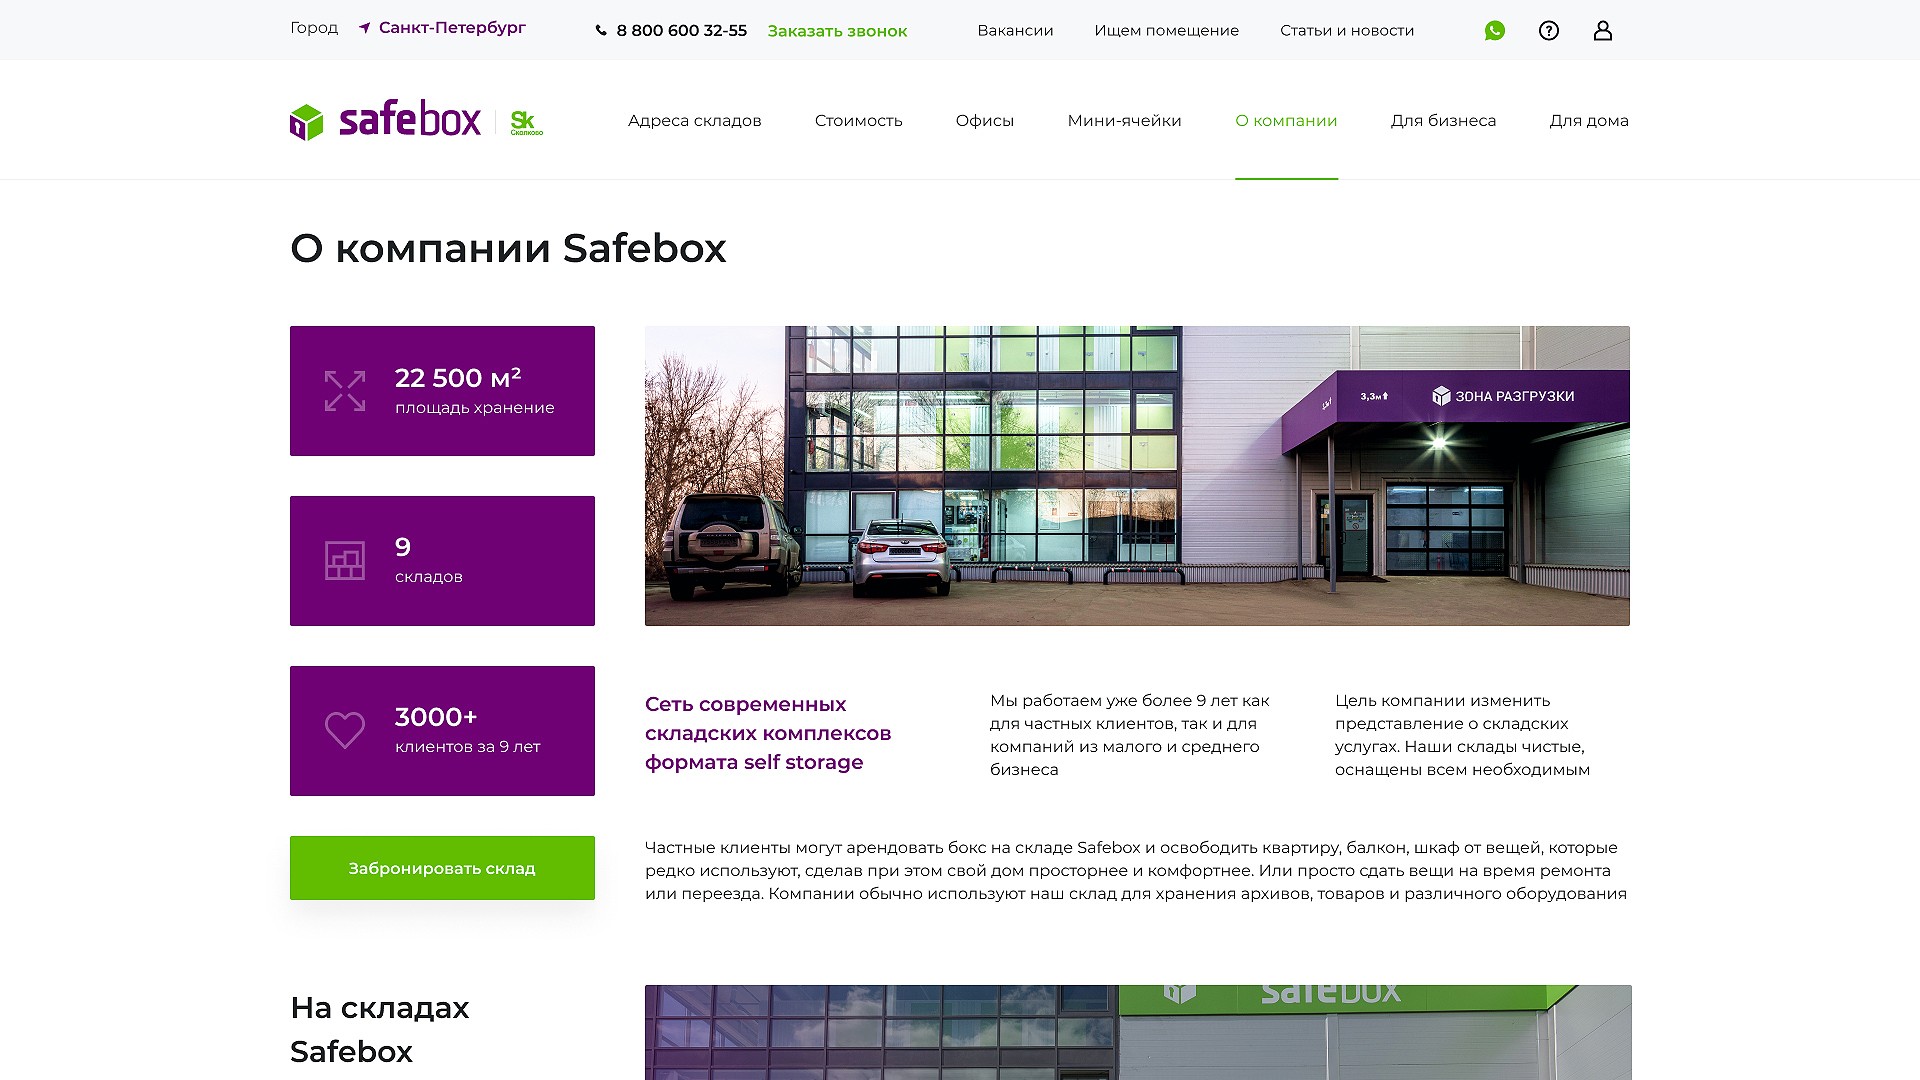 Город Санкт-Петербург 8 800 600 32-55 Заказать звонок Вакансии Ищем помещение Статьи и новости
safebox Sk Сколково Адреса складов Стоимость Офисы Мини-ячейки О компании Для бизнеса Для дома
О компании Safebox
22 500 м²
площадь хранение
9
складов
3000+
клиентов за 9 лет
Забронировать склад
3,3м ЗОНА РАЗГРУЗКИ
Сеть современных
складских комплексов
формата self storage
Мы работаем уже более 9 лет как
для частных клиентов, так и для
компаний из малого и среднего
бизнеса
Цель компании изменить
представление о складских
услугах. Наши склады чистые,
оснащены всем необходимым
Частные клиенты могут арендовать бокс на складе Safebox и освободить квартиру, балкон, шкаф от вещей, которые
редко используют, сделав при этом свой дом просторнее и комфортнее. Или просто сдать вещи на время ремонта
или переезда. Компании обычно используют наш склад для хранения архивов, товаров и различного оборудования
На складах
Safebox
safebox